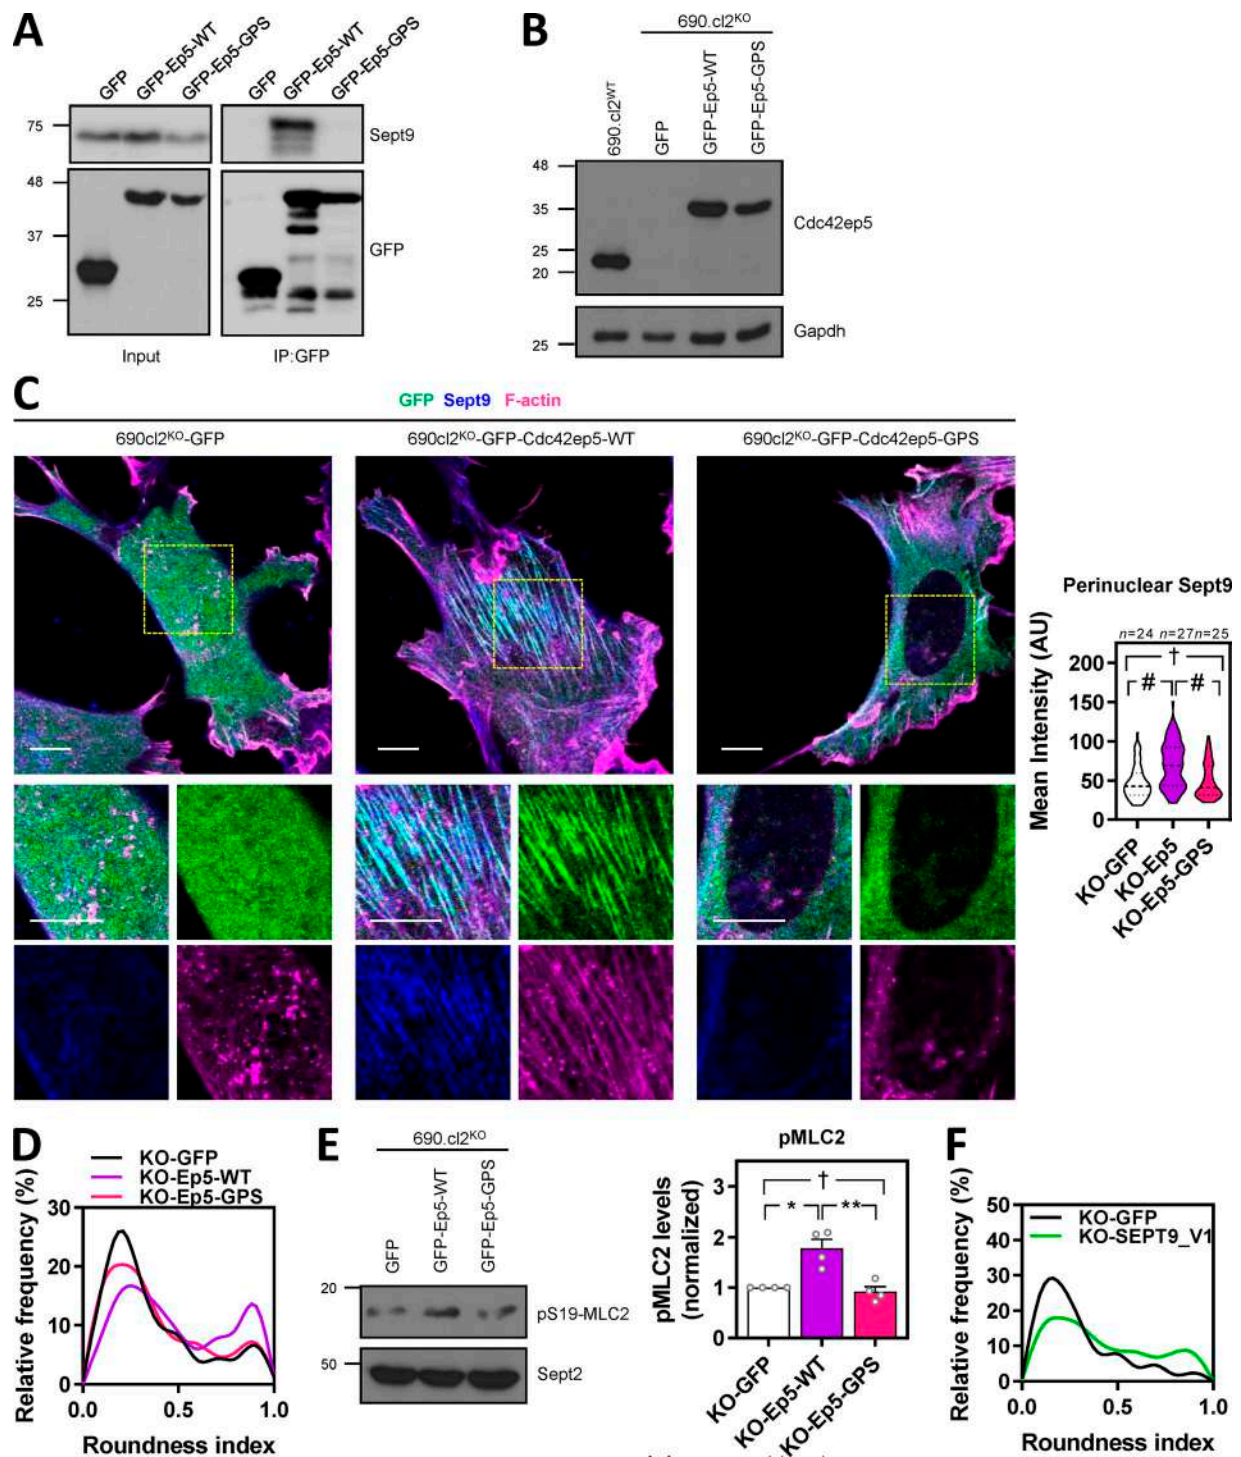 A
GFP
GFP-Ep5-WT
GFP-Ep5-GPS
GFP
GFP-Ep5-WT
GFP-Ep5-GPS
75
Sept9
48
37
25
GFP
Input
IP:GFP
B
690.cl2KO
690.cl2WT
GFP
GFP-Ep5-WT
GFP-Ep5-GPS
48
35
25
20
Cdc42ep5
25
Gapdh
C
GFP Sept9 F-actin
690cl2KO-GFP
690cl2KO-GFP-Cdc42ep5-WT
690cl2KO-GFP-Cdc42ep5-GPS
Perinuclear Sept9
n=24 n=27 n=25
†
# #
Mean Intensity (AU)
200
150
100
50
0
KO-GFP
KO-Ep5
KO-Ep5-GPS
D
KO-GFP
KO-Ep5-WT
KO-Ep5-GPS
Relative frequency (%)
30
20
10
0
0.0 0.5 1.0
Roundness index
E
690.cl2KO
GFP
GFP-Ep5-WT
GFP-Ep5-GPS
20
pS19-MLC2
50
Sept2
pMLC2
†
* **
pMLC2 levels
(normalized)
3
2
1
0
KO-GFP
KO-Ep5-WT
KO-Ep5-GPS
F
KO-GFP
KO-SEPT9_V1
Relative frequency (%)
50
40
30
20
10
0
0.0 0.5 1.0
Roundness index